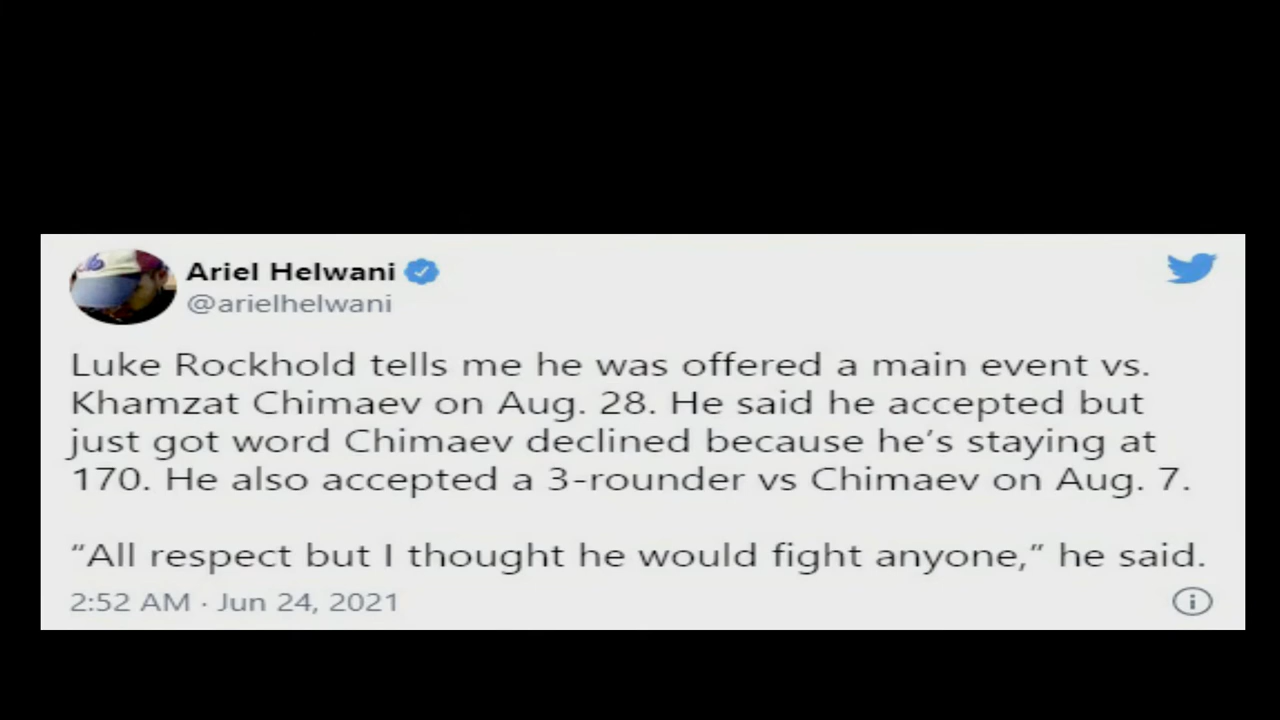 Ariel Helwani
@arielhelwani
Luke Rockhold tells me he was offered a main event vs.
Khamzat Chimaev on Aug. 28. He said he accepted but
just got word Chimaev declined because he’s staying at
170. He also accepted a 3-rounder vs Chimaev on Aug. 7.
“All respect but I thought he would fight anyone,” he said.
2:52 AM · Jun 24, 2021